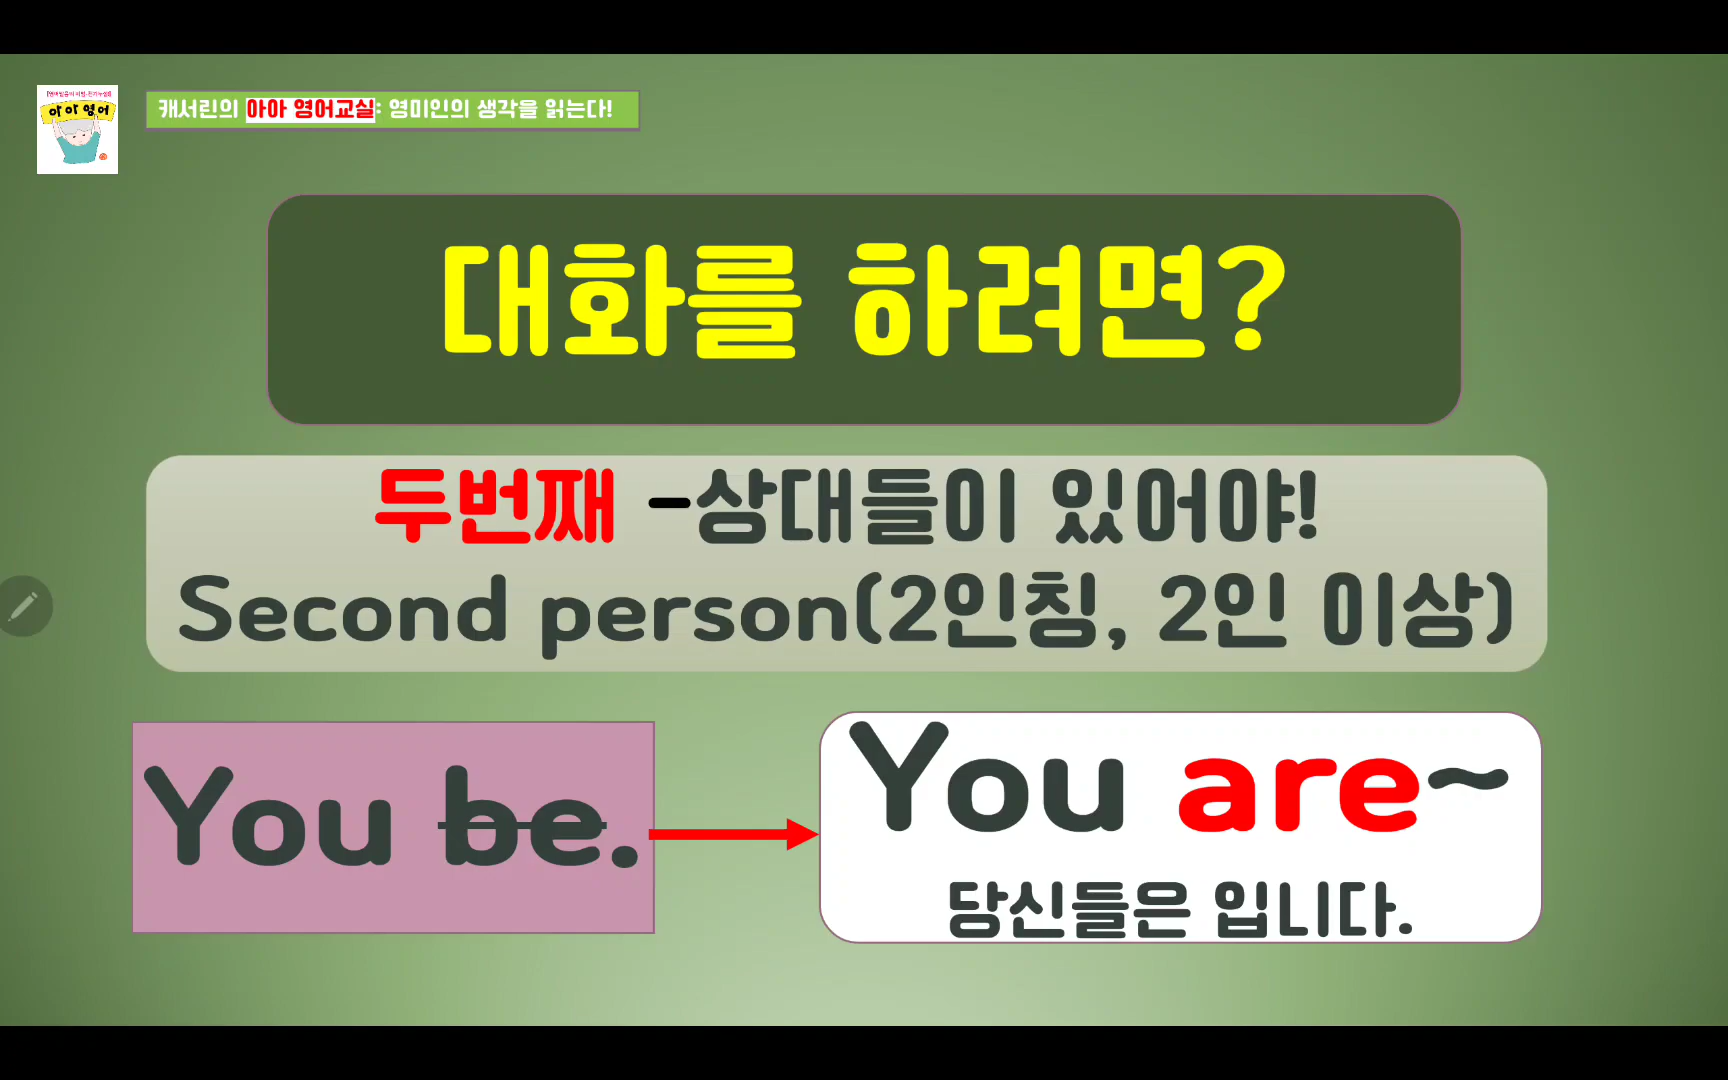 아아영어
캐서린의 아아 영어교실: 영미인의 생각을 읽는다!
대화를 하려면?
두번째 -상대들이 있어야!
Second person(2인칭, 2인 이상)
You be.
You are~
당신들은 입니다.